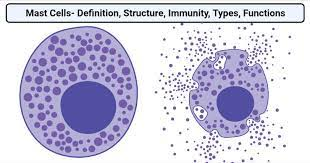 Mast Cells- Definition, Structure, Immunity, Types, Functions